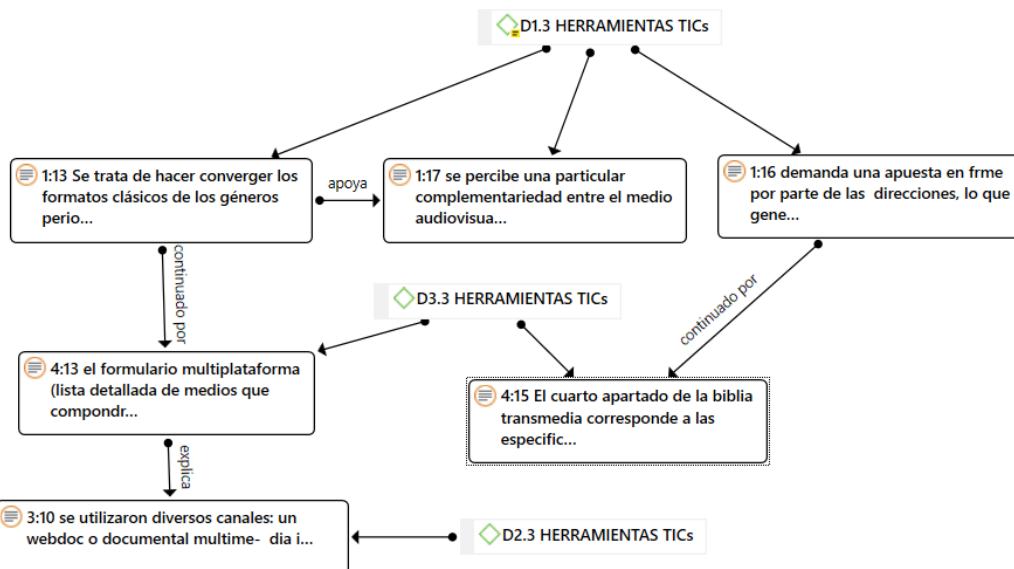 D1.3 HERRAMIENTAS TICs
1:13 Se trata de hacer converger los
formatos clásicos de los géneros
perio...
apoya
1:17 se percibe una particular
complementariedad entre el medio
audiovisua...
1:16 demanda una apuesta en frme
por parte de las direcciones, lo que
gene...
continuado por
D3.3 HERRAMIENTAS TICs
continuado por
4:13 el formulario multiplataforma
(lista detallada de medios que
compondr...
4:15 El cuarto apartado de la biblia
transmedia corresponde a las
especific...
explica
3:10 se utilizaron diversos canales: un
webdoc o documental multime- dia i...
D2.3 HERRAMIENTAS TICs